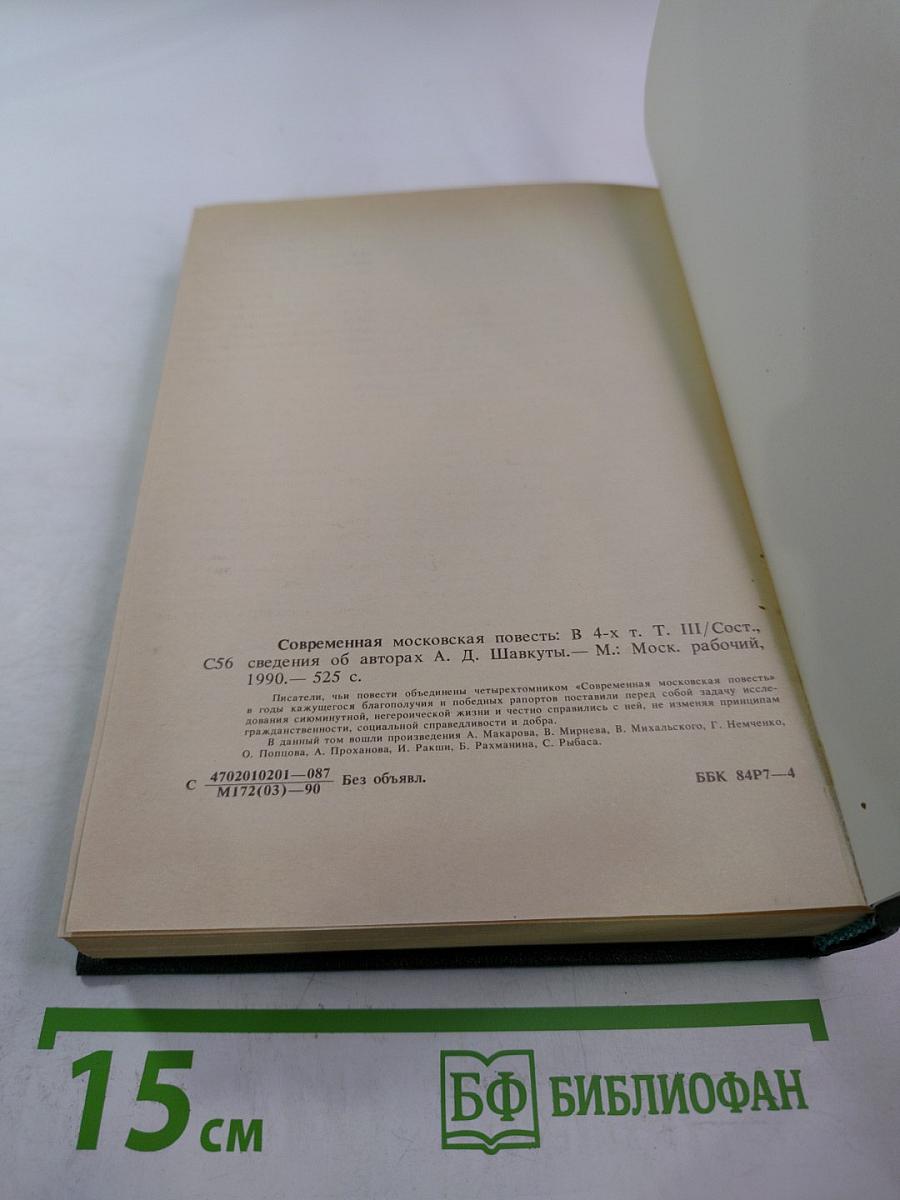 Современная московская повесть: В 4-х т. Т. III/Сост.,
С56 сведения об авторах А. Д. Шавкуты.— М.: Моск. рабочий,
1990.— 525 с.
Писатели, чьи повести объединены четырехтомником «Современная московская повесть»
в годы кажущегося благополучия и победных рапортов поставили перед собой задачу иссле-
дования сиюминутной, негероической жизни и честно справились с ней, не изменяя принципам
гражданственности, социальной справедливости и добра.
В данный том вошли произведения А. Макарова, В. Мирнева, В. Михальского, Г. Немченко,
О. Попцова, А. Проханова, И. Ракши, Б. Рахманина, С. Рыбаса.
С 4702010201—087 Без объявл. ББК 84Р7—4
М172(03)—90
15 см
БФ БИБЛИОФАН